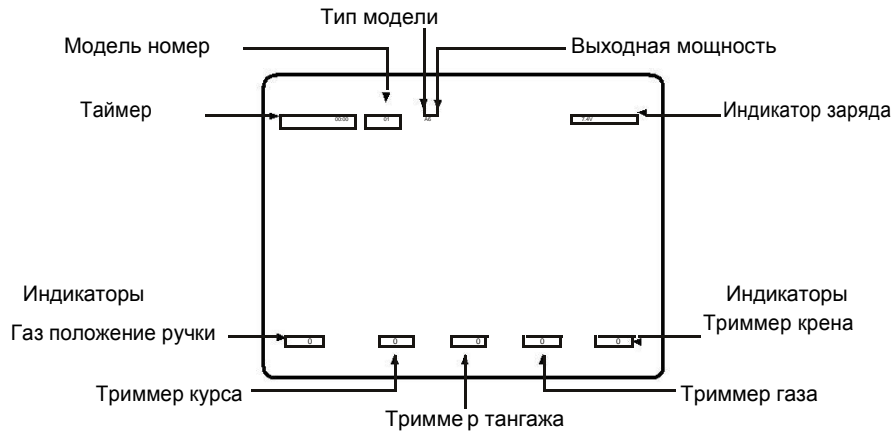 Тип модели
Модель номер
Выходная мощность
Таймер
Индикатор заряда
00:00
01
A6
7.4V
Индикаторы
Индикаторы
Газ положение ручки
Триммер крена
0
0
0
0
0
Триммер курса
Триммер газа
Тримме р тангажа